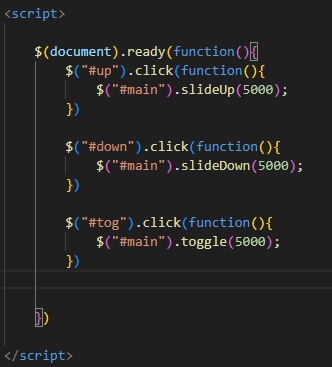 <script>
$(document).ready(function(){
$("#up").click(function(){
$("#main").slideUp(5000);
})
$("#down").click(function(){
$("#main").slideDown(5000);
})
$("#tog").click(function(){
$("#main").toggle(5000);
})
})
</script>